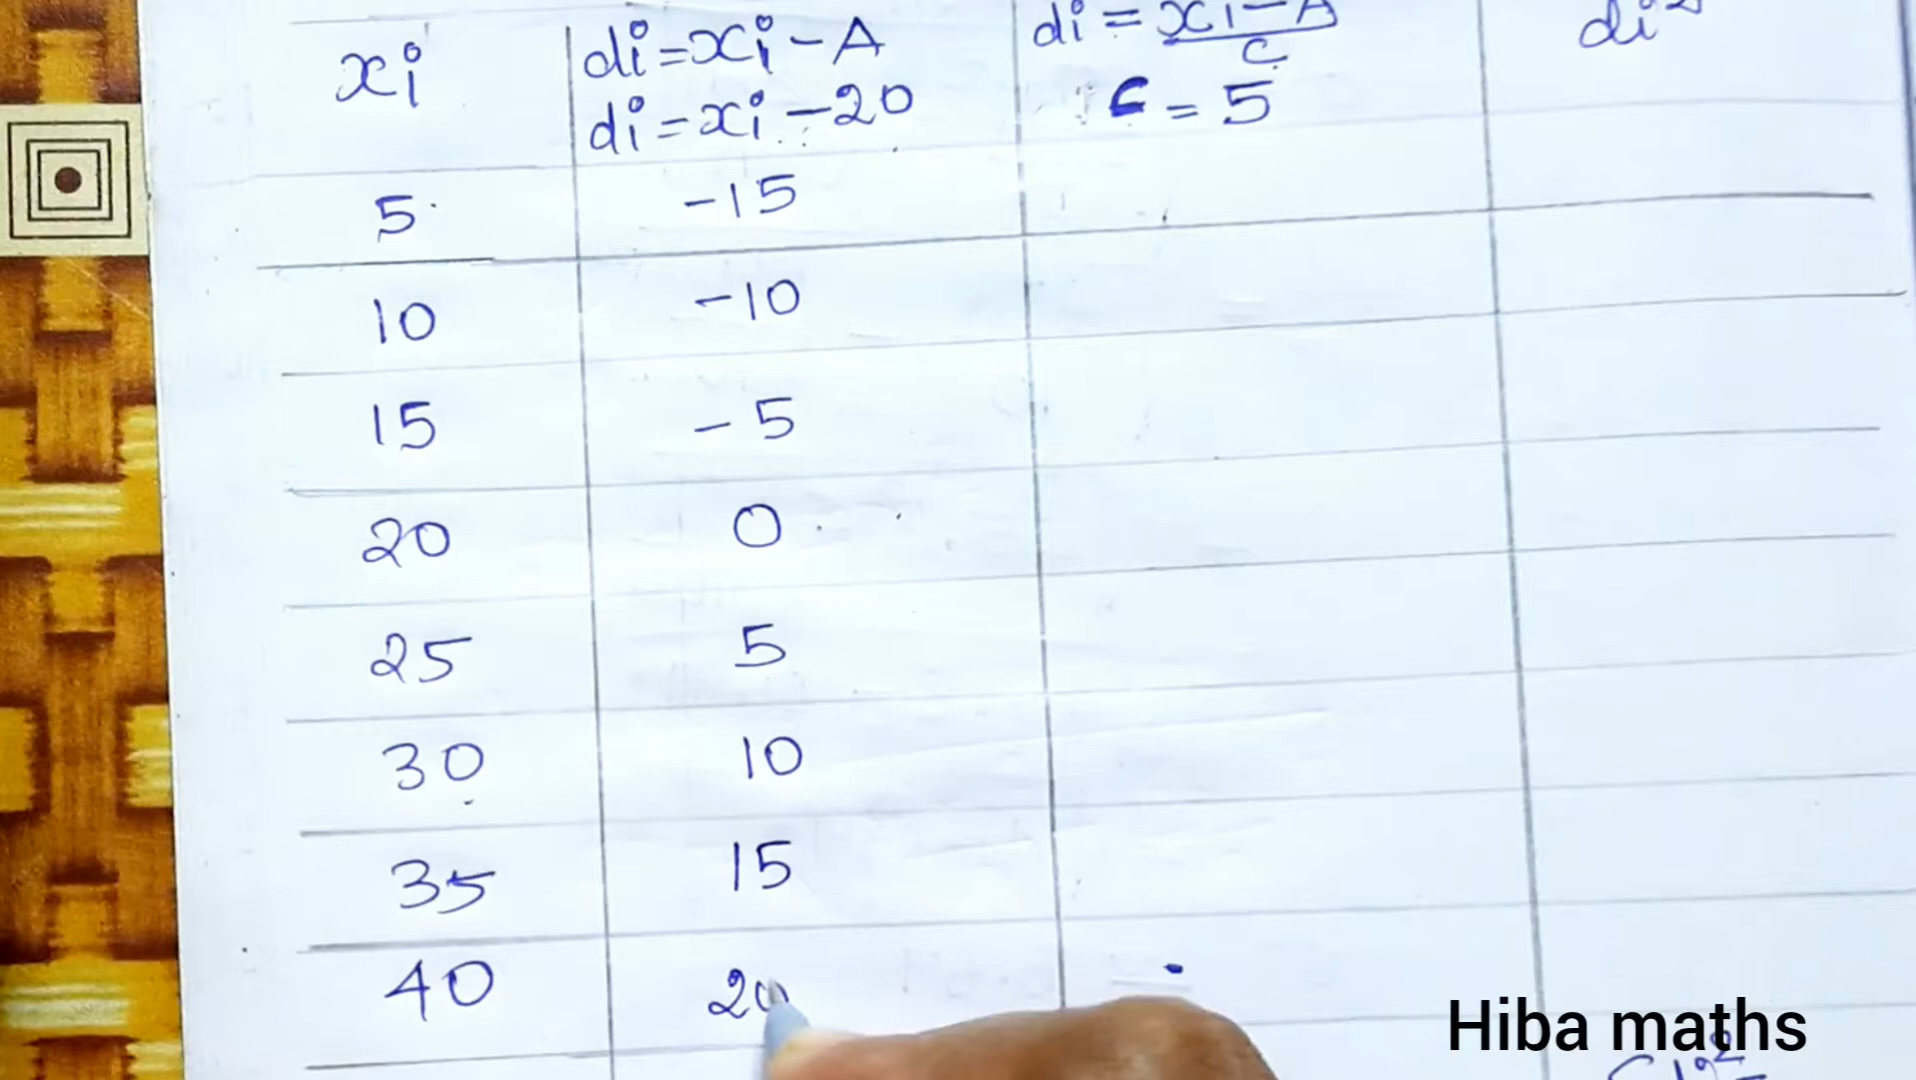 xi | di = xi - A | di = xi - A / c | di²
di = xi - 20 | c = 5
5 | -15
10 | -10
15 | -5
20 | 0
25 | 5
30 | 10
35 | 15
40 | 20
Hiba maths